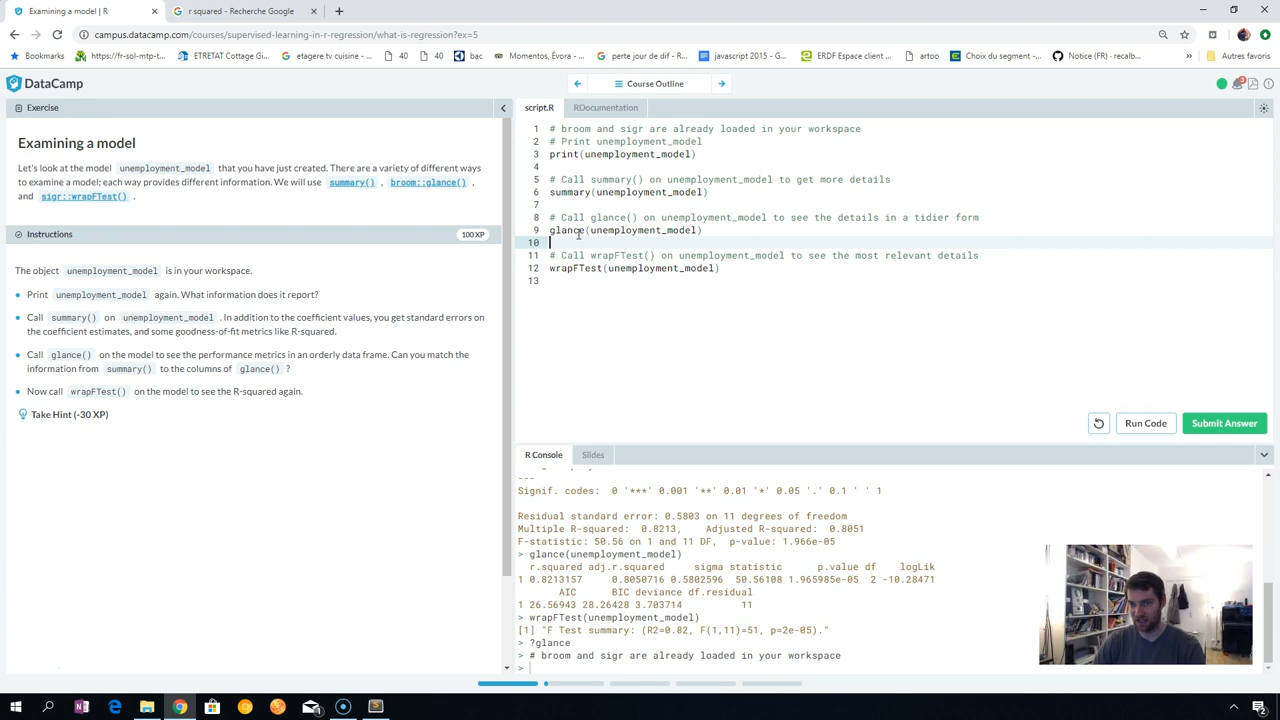 Examining a model | R
r squared - Recherche Google
campus.datacamp.com/courses/supervised-learning-in-r-regression/what-is-regression?ex=5
Bookmarks
https://fr-sol-mtp-t...
ETRETAT Cottage Gi...
etagere tv cuisine - ...
40
40
bac
Momentos, Évora - ...
perte jour de dif - R...
javascript 2015 - G...
ERDF Espace client ...
artoo
Choix du segment -...
Notice (FR) - recalb...
»
Autres favoris
DataCamp
Course Outline
Exercise
Examining a model
Let's look at the model unemployment_model that you have just created. There are a variety of different ways
to examine a model; each way provides different information. We will use summary() , broom::glance() ,
and sigr::wrapFTest() .
Instructions
100 XP
The object unemployment_model is in your workspace.
Print unemployment_model again. What information does it report?
Call summary() on unemployment_model . In addition to the coefficient values, you get standard errors on
the coefficient estimates, and some goodness-of-fit metrics like R-squared.
Call glance() on the model to see the performance metrics in an orderly data frame. Can you match the
information from summary() to the columns of glance() ?
Now call wrapFTest() on the model to see the R-squared again.
Take Hint (-30 XP)
script.R
RDocumentation
1 # broom and sigr are already loaded in your workspace
2 # Print unemployment_model
3 print(unemployment_model)
4
5 # Call summary() on unemployment_model to get more details
6 summary(unemployment_model)
7
8 # Call glance() on unemployment_model to see the details in a tidier form
9 glance(unemployment_model)
10
11 # Call wrapFTest() on unemployment_model to see the most relevant details
12 wrapFTest(unemployment_model)
13
Run Code
Submit Answer
R Console
Slides
---
Signif. codes:  0 '***' 0.001 '**' 0.01 '*' 0.05 '.' 0.1 ' ' 1
Residual standard error: 0.5803 on 11 degrees of freedom
Multiple R-squared:  0.8213,    Adjusted R-squared:  0.8051
F-statistic: 50.56 on 1 and 11 DF,  p-value: 1.966e-05
> glance(unemployment_model)
r.squared adj.r.squared     sigma statistic      p.value df    logLik
1 0.8213157     0.8050716 0.5802596  50.56108 1.965985e-05  2 -10.28471
AIC      BIC deviance df.residual
1 26.56943 28.26428 3.703714          11
> wrapFTest(unemployment_model)
[1] "F Test summary: (R2=0.82, F(1,11)=51, p=2e-05)."
> ?glance
> # broom and sigr are already loaded in your workspace
>